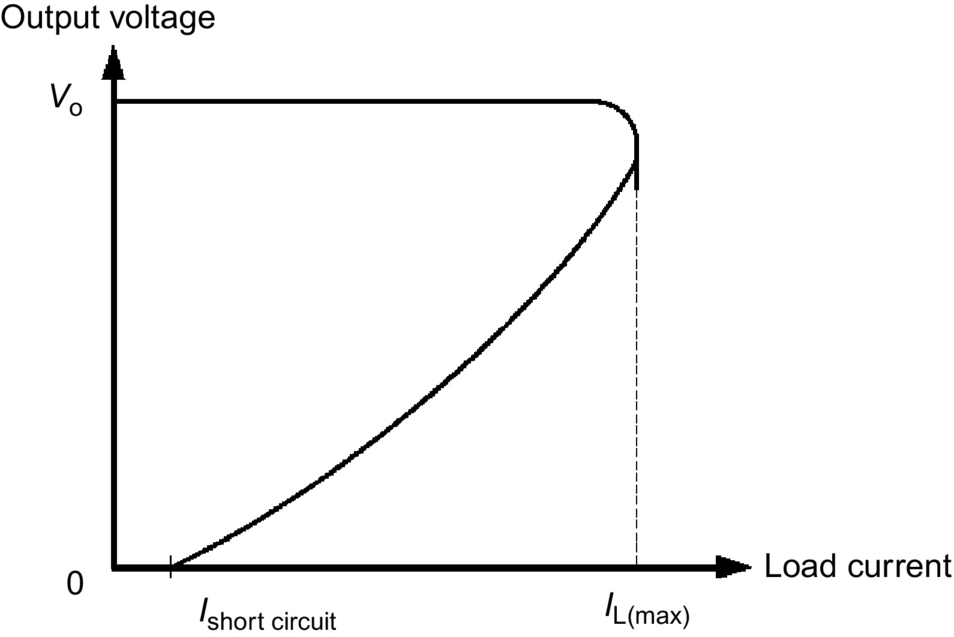 Output voltage
Vo
0
Load current
Ishort circuit
IL(max)